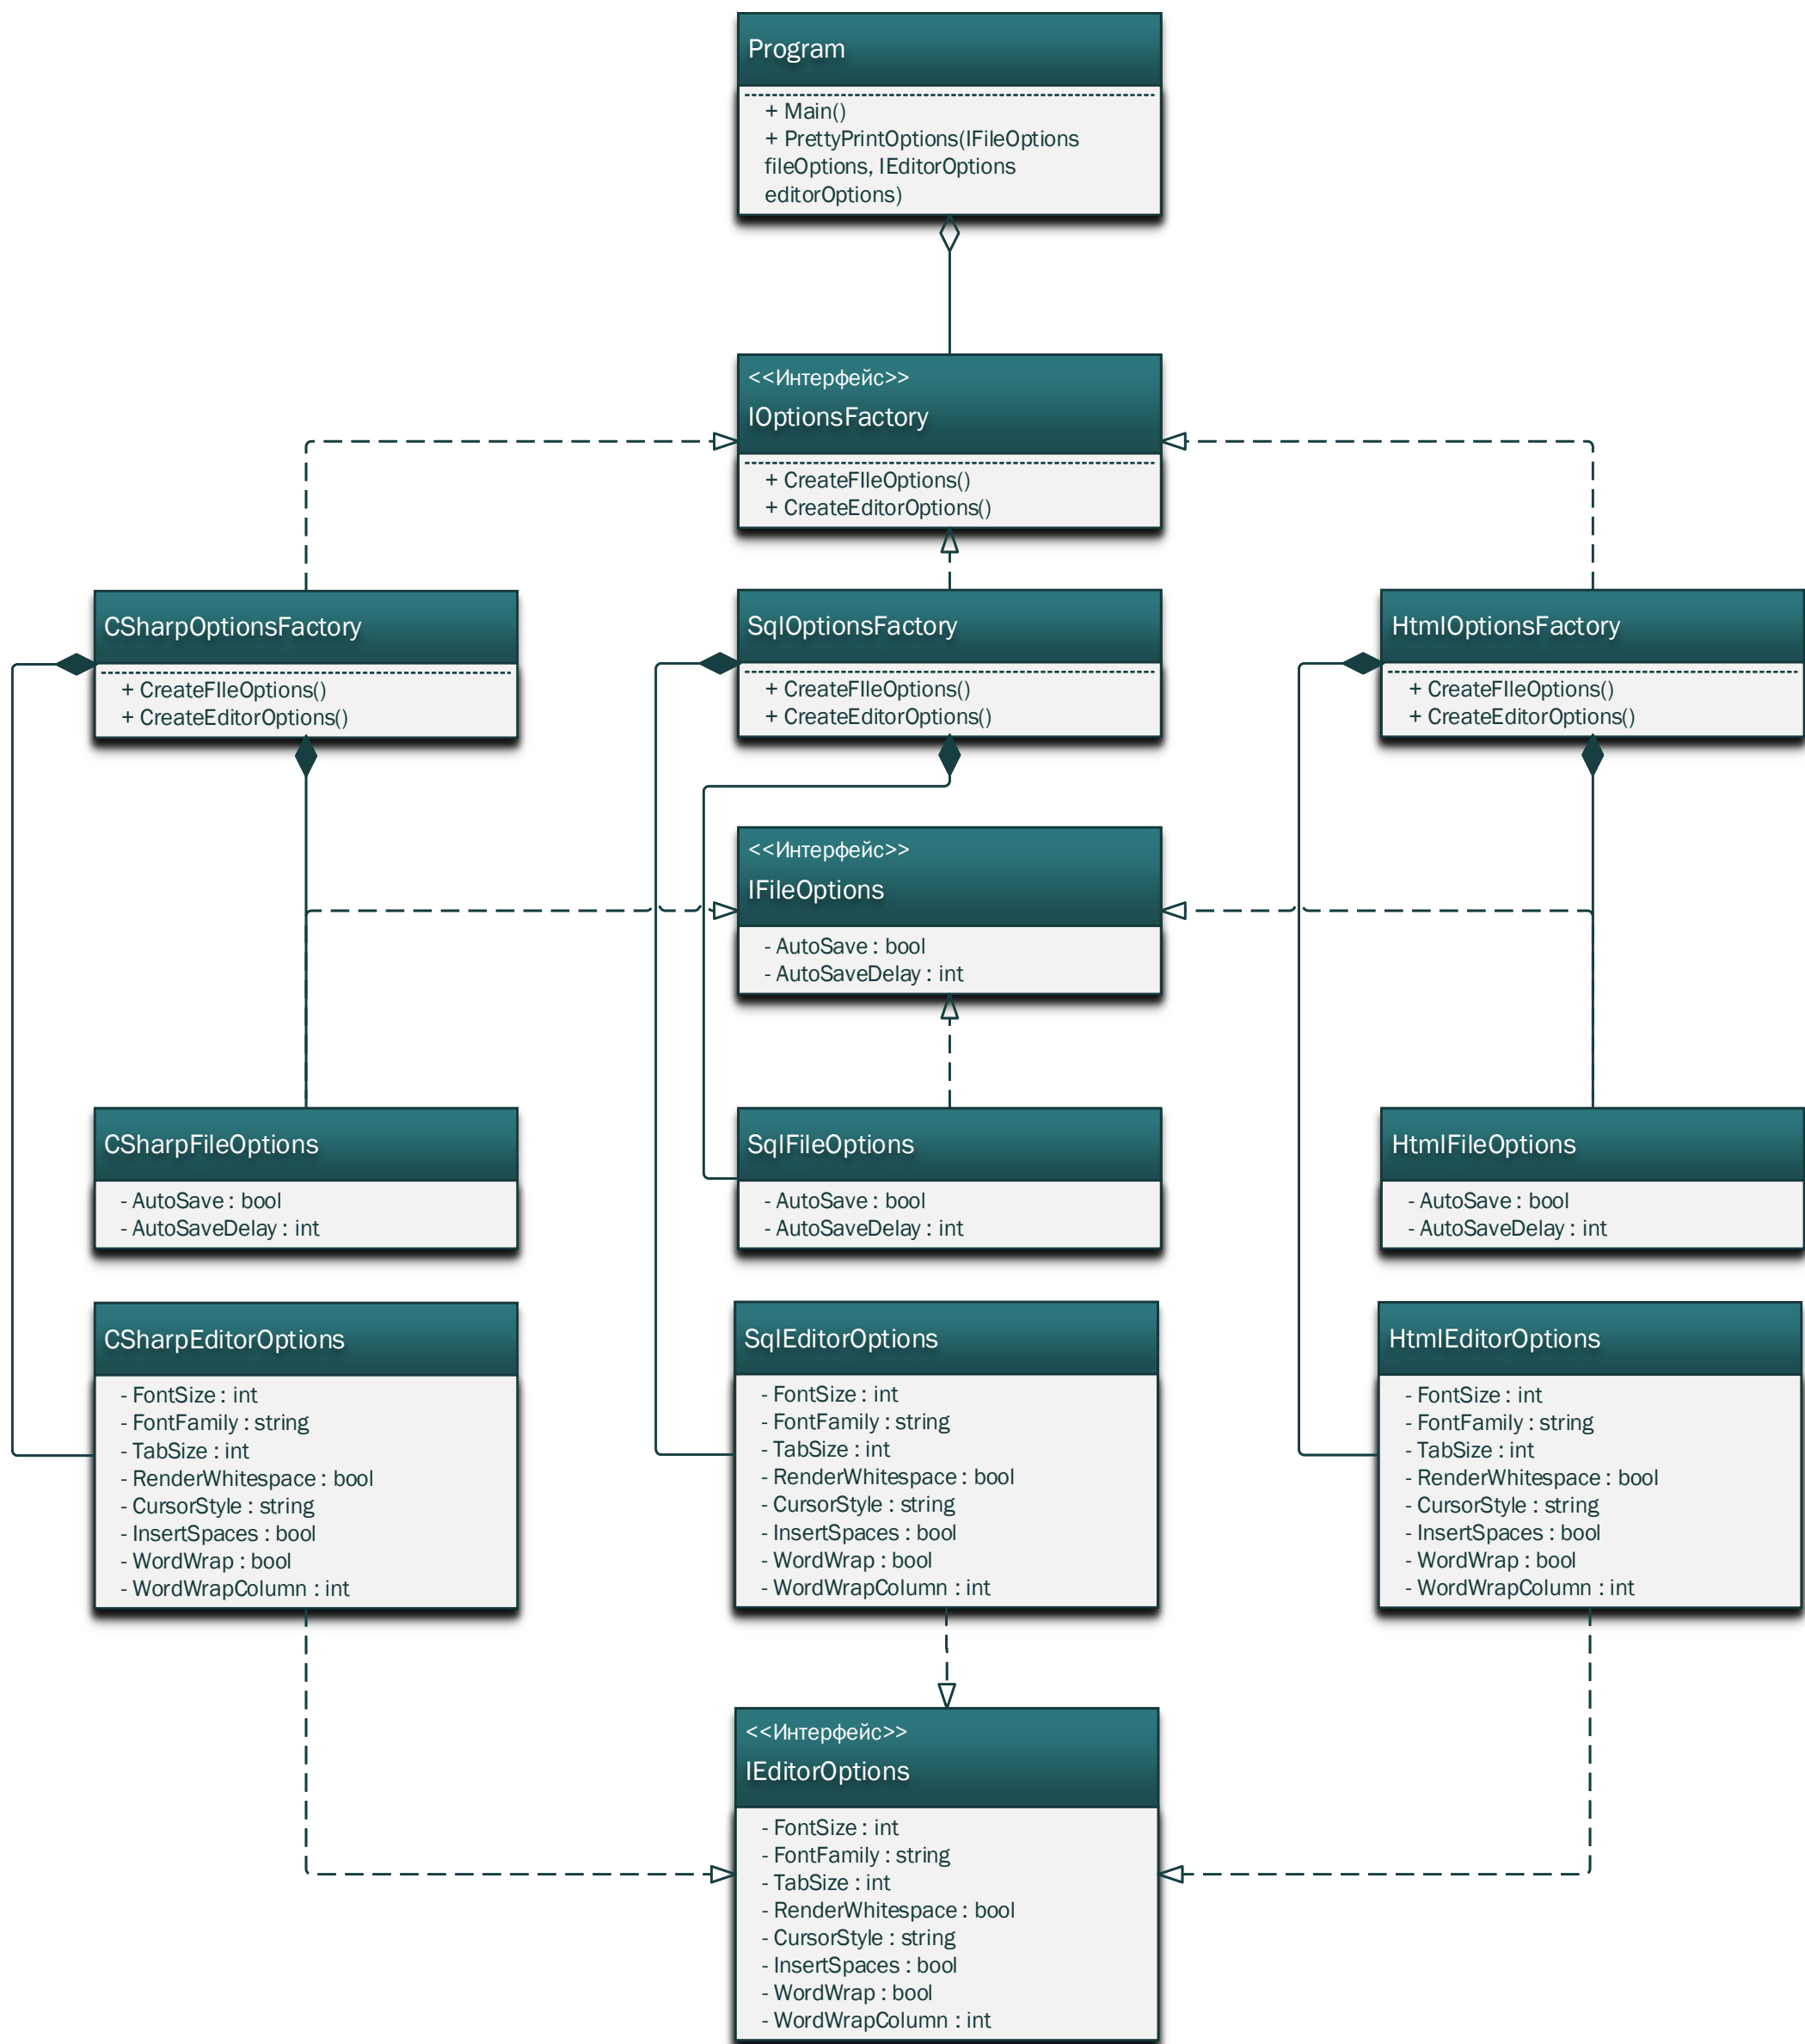 Program
+ Main()
+ PrettyPrintOptions(IFileOptions
fileOptions, IEditorOptions
editorOptions)
<<Интерфейс>>
IOptionsFactory
+ CreateFIleOptions()
+ CreateEditorOptions()
CSharpOptionsFactory
+ CreateFIleOptions()
+ CreateEditorOptions()
SqlOptionsFactory
+ CreateFIleOptions()
+ CreateEditorOptions()
HtmlOptionsFactory
+ CreateFIleOptions()
+ CreateEditorOptions()
<<Интерфейс>>
IFileOptions
- AutoSave : bool
- AutoSaveDelay : int
CSharpFileOptions
- AutoSave : bool
- AutoSaveDelay : int
SqlFileOptions
- AutoSave : bool
- AutoSaveDelay : int
HtmlFileOptions
- AutoSave : bool
- AutoSaveDelay : int
CSharpEditorOptions
- FontSize : int
- FontFamily : string
- TabSize : int
- RenderWhitespace : bool
- CursorStyle : string
- InsertSpaces : bool
- WordWrap : bool
- WordWrapColumn : int
SqlEditorOptions
- FontSize : int
- FontFamily : string
- TabSize : int
- RenderWhitespace : bool
- CursorStyle : string
- InsertSpaces : bool
- WordWrap : bool
- WordWrapColumn : int
HtmlEditorOptions
- FontSize : int
- FontFamily : string
- TabSize : int
- RenderWhitespace : bool
- CursorStyle : string
- InsertSpaces : bool
- WordWrap : bool
- WordWrapColumn : int
<<Интерфейс>>
IEditorOptions
- FontSize : int
- FontFamily : string
- TabSize : int
- RenderWhitespace : bool
- CursorStyle : string
- InsertSpaces : bool
- WordWrap : bool
- WordWrapColumn : int